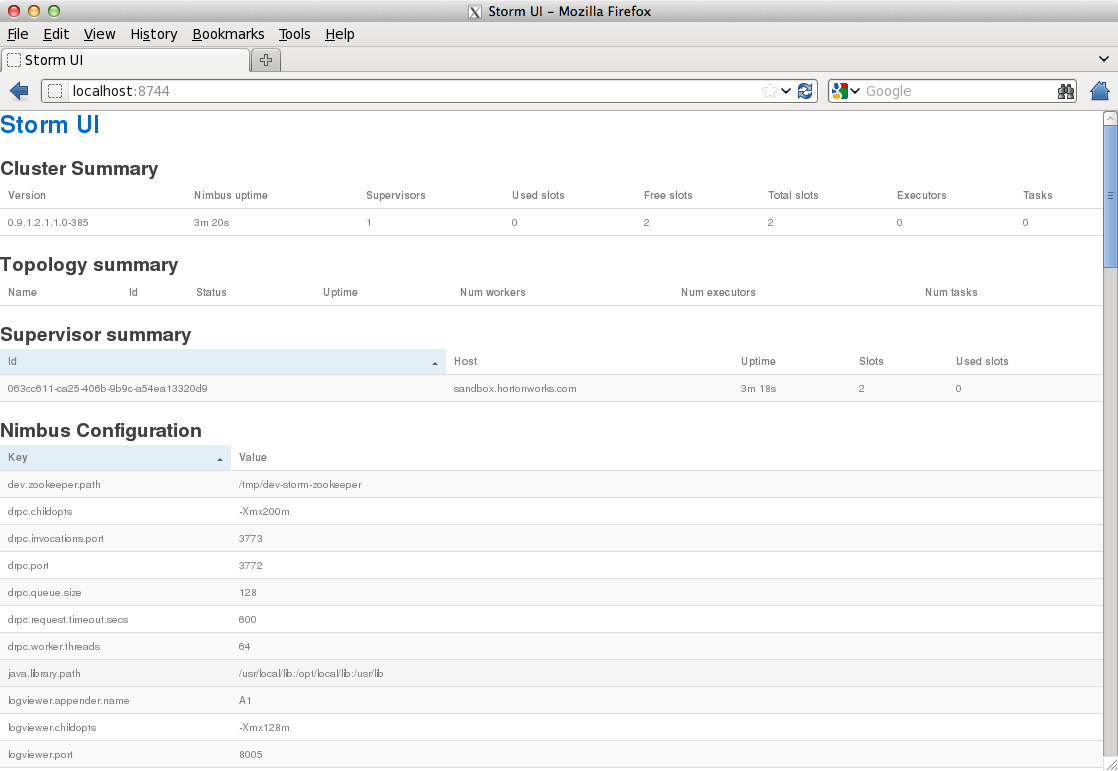 Storm UI - Mozilla Firefox
File Edit View History Bookmarks Tools Help
Storm UI
localhost:8744 Google
Storm UI
Cluster Summary
Version Nimbus uptime Supervisors Used slots Free slots Total slots Executors Tasks
0.9.1.2.1.1.0-385 3m 20s 1 0 2 2 0 0
Topology summary
Name Id Status Uptime Num workers Num executors Num tasks
Supervisor summary
Id Host Uptime Slots Used slots
063cc611-ca25-406b-9b9c-a54ea13320d9 sandbox.hortonworks.com 3m 18s 2 0
Nimbus Configuration
Key Value
dev.zookeeper.path /tmp/dev-storm-zookeeper
drpc.childopts -Xmx200m
drpc.invocations.port 3773
drpc.port 3772
drpc.queue.size 128
drpc.request.timeout.secs 600
drpc.worker.threads 64
java.library.path /usr/local/lib:/opt/local/lib:/usr/lib
logviewer.appender.name A1
logviewer.childopts -Xmx128m
logviewer.port 8005